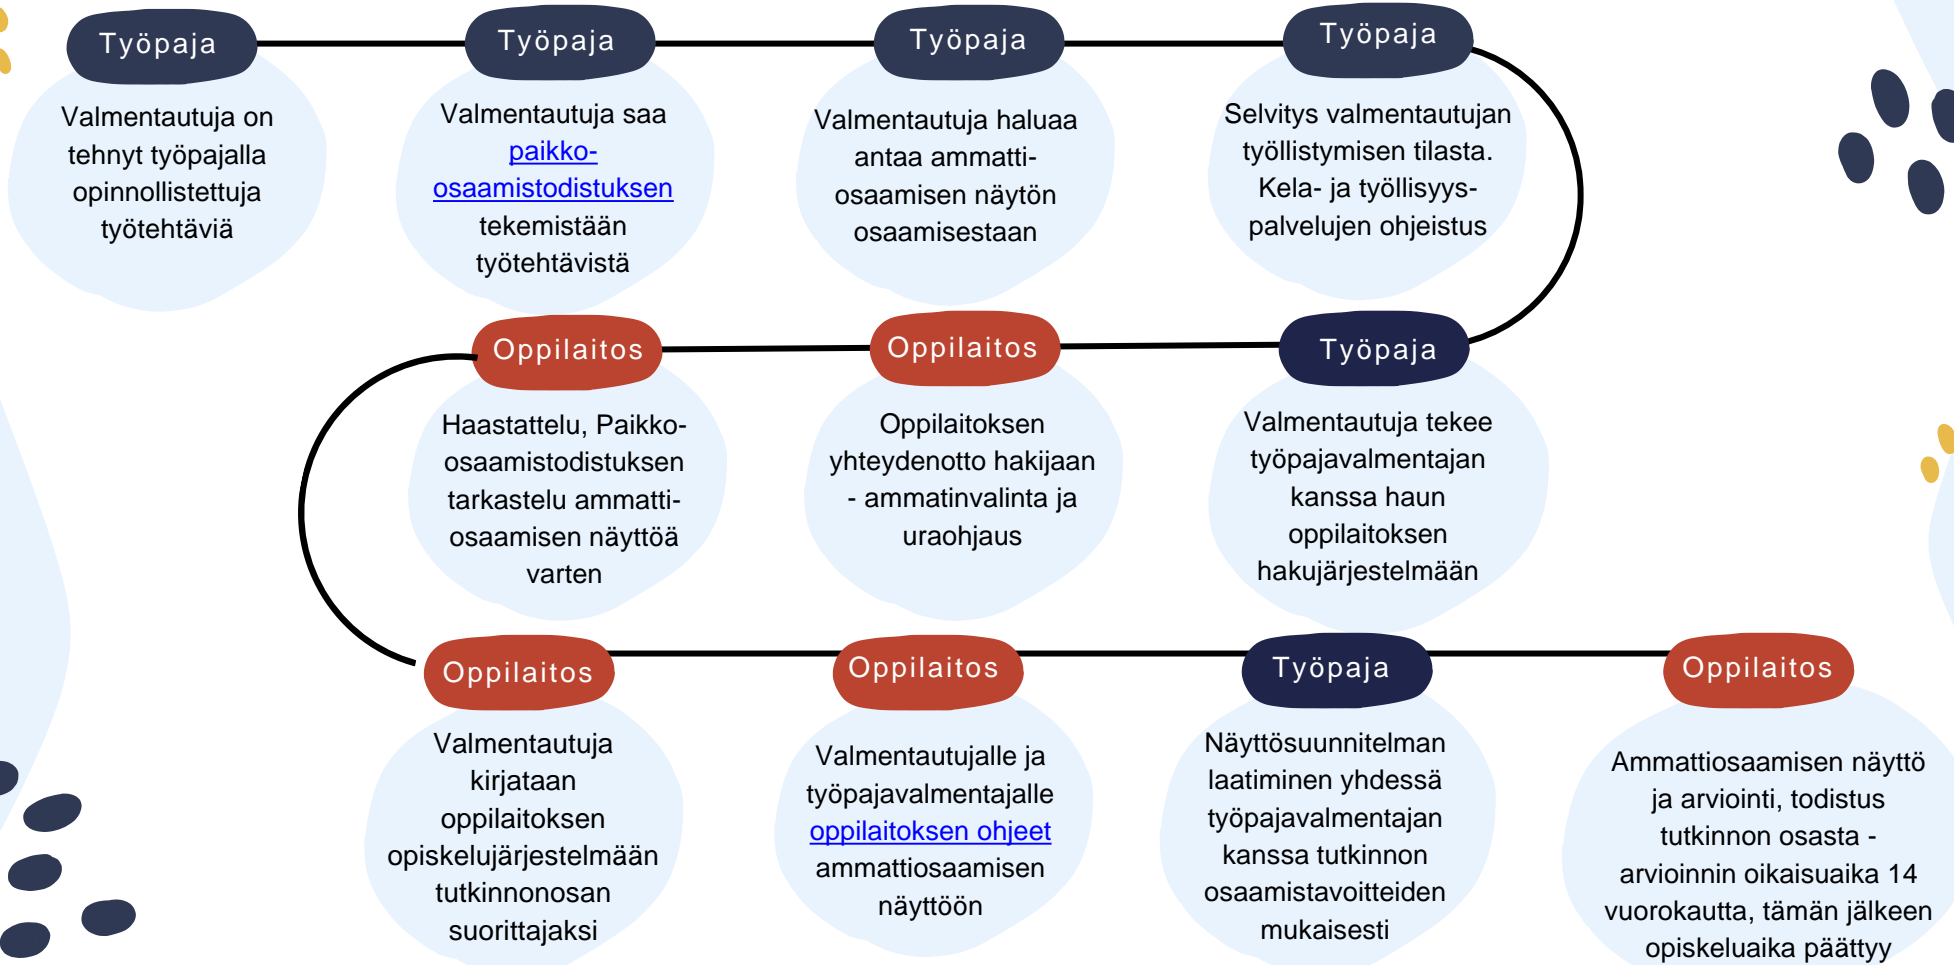 Työpaja
Valmentautuja on
tehnyt työpajalla
opinnollistettuja
työtehtäviä
Työpaja
Valmentautuja saa
paikko-
osaamistodistuksen
tekemistään
työtehtävistä
Työpaja
Valmentautuja haluaa
antaa ammatti-
osaamisen näytön
osaamisestaan
Työpaja
Selvitys valmentautujan
työllistymisen tilasta.
Kela- ja työllisyys-
palvelujen ohjeistus
Työpaja
Valmentautuja tekee
työpajavalmentajan
kanssa haun
oppilaitoksen
hakujärjestelmään
Oppilaitos
Oppilaitoksen
yhteydenotto hakijaan
- ammatinvalinta ja
uraohjaus
Oppilaitos
Haastattelu, Paikko-
osaamistodistuksen
tarkastelu ammatti-
osaamisen näyttöä
varten
Oppilaitos
Valmentautuja
kirjataan
oppilaitoksen
opiskelujärjestelmään
tutkinnonosan
suorittajaksi
Oppilaitos
Valmentautujalle ja
työpajavalmentajalle
oppilaitoksen ohjeet
ammattiosaamisen
näyttöön
Työpaja
Näyttösuunnitelman
laatiminen yhdessä
työpajavalmentajan
kanssa tutkinnon
osaamistavoitteiden
mukaisesti
Oppilaitos
Ammattiosaamisen näyttö
ja arviointi, todistus
tutkinnon osasta -
arvioinnin oikaisuaika 14
vuorokautta, tämän jälkeen
opiskeluaika päättyy